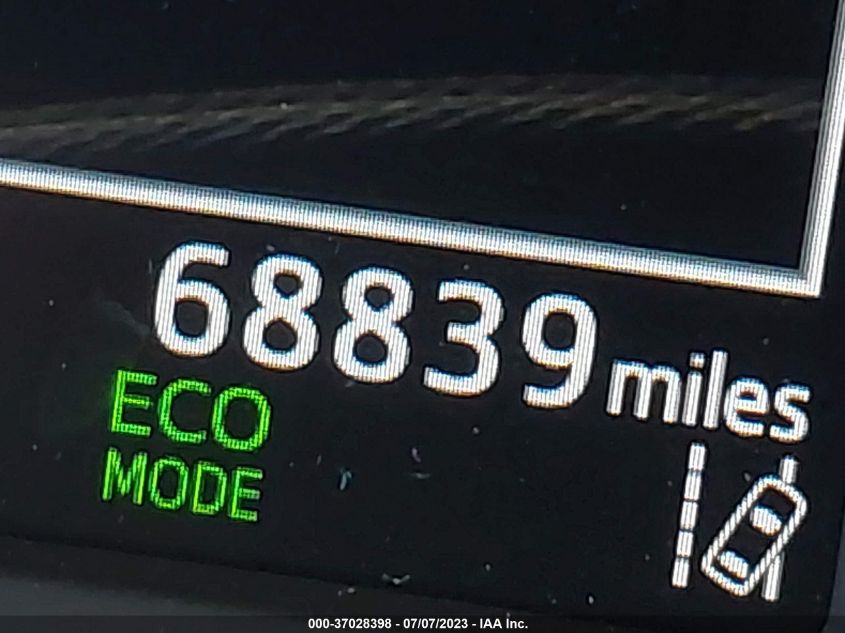 68839 miles
ECO
MODE
000-37028398 - 07/07/2023 - IAA Inc.